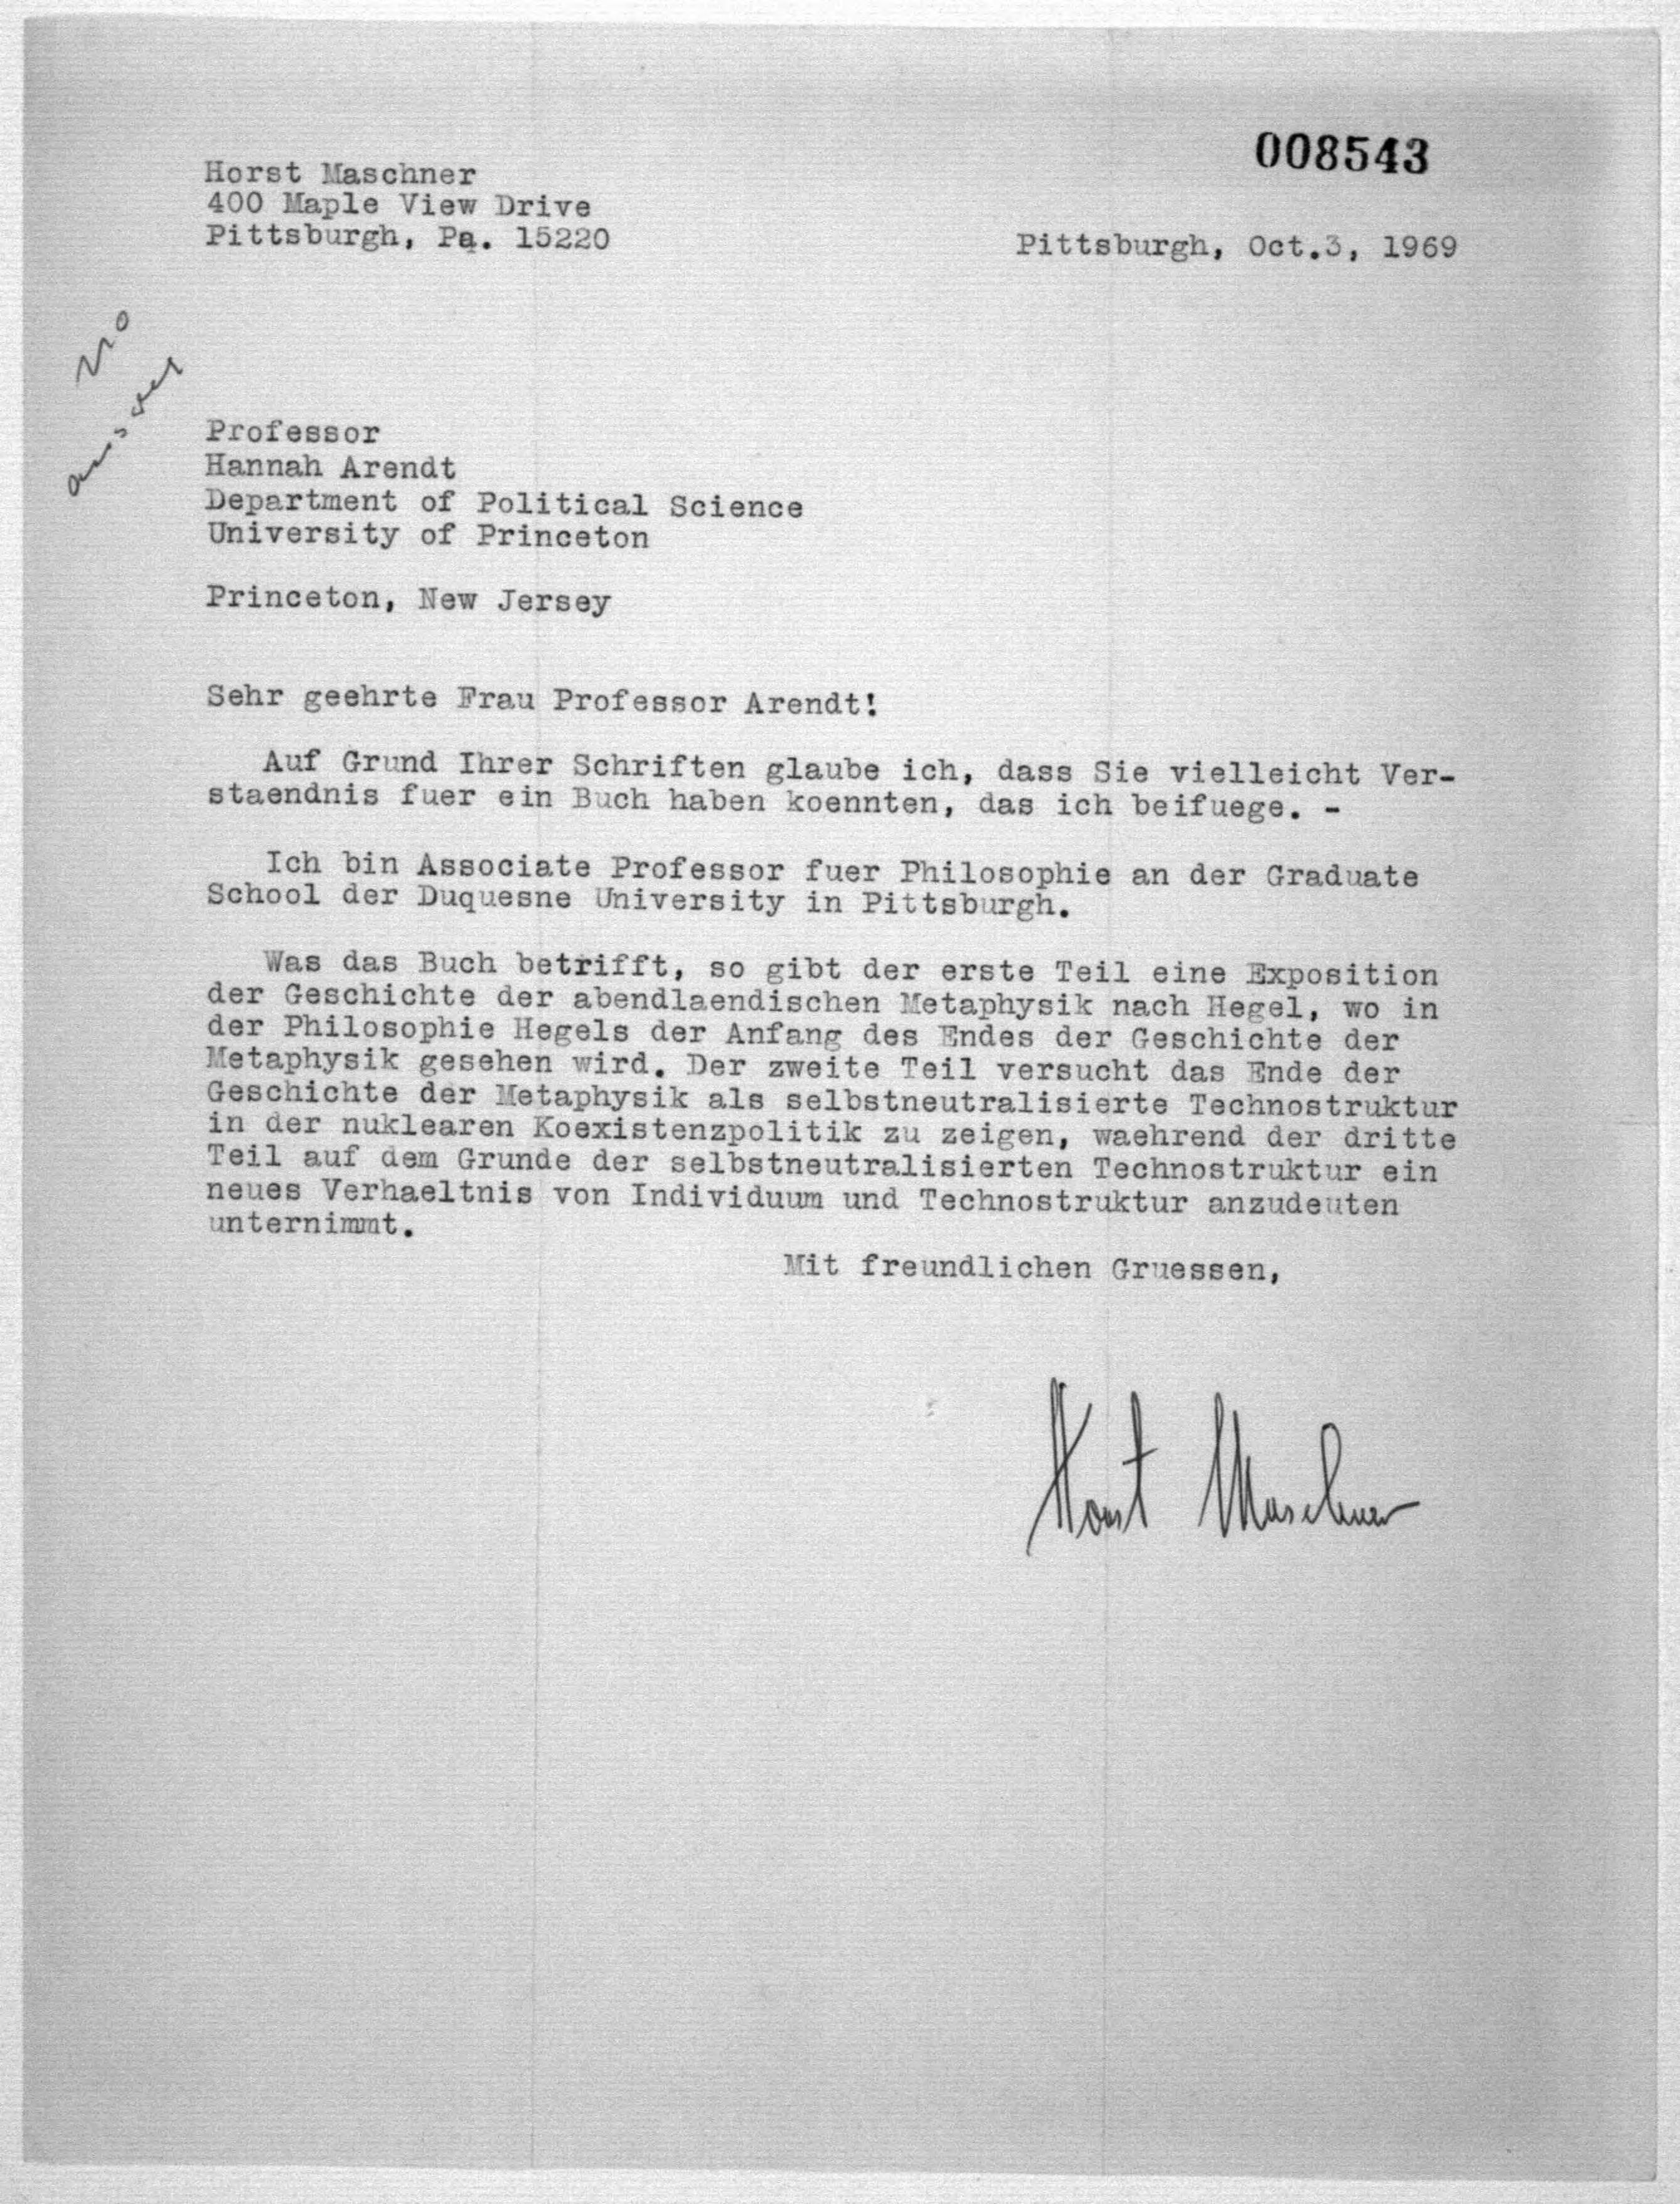 008543
Horst Maschner
400 Maple View Drive
Pittsburgh, Pa. 15220
Pittsburgh, Oct.3, 1969
no
answer
Professor
Hannah Arendt
Department of Political Science
University of Princeton
Princeton, New Jersey
Sehr geehrte Frau Professor Arendt!
Auf Grund Ihrer Schriften glaube ich, dass Sie vielleicht Ver-
staendnis fuer ein Buch haben koennten, das ich beifuege. -
Ich bin Associate Professor fuer Philosophie an der Graduate
School der Duquesne University in Pittsburgh.
Was das Buch betrifft, so gibt der erste Teil eine Exposition
der Geschichte der abendlaendischen Metaphysik nach Hegel, wo in
der Philosophie Hegels der Anfang des Endes der Geschichte der
Metaphysik gesehen wird. Der zweite Teil versucht das Ende der
Geschichte der Metaphysik als selbstneutralisierte Technostruktur
in der nuklearen Koexistenzpolitik zu zeigen, waehrend der dritte
Teil auf dem Grunde der selbstneutralisierten Technostruktur ein
neues Verhaeltnis von Individuum und Technostruktur anzudeuten
unternimmt.
Mit freundlichen Gruessen,
Horst Maschner